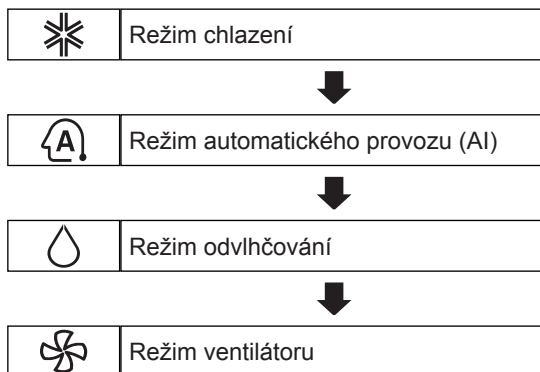 Režim chlazení
A Režim automatického provozu (AI)
Režim odvlhčování
Režim ventilátoru